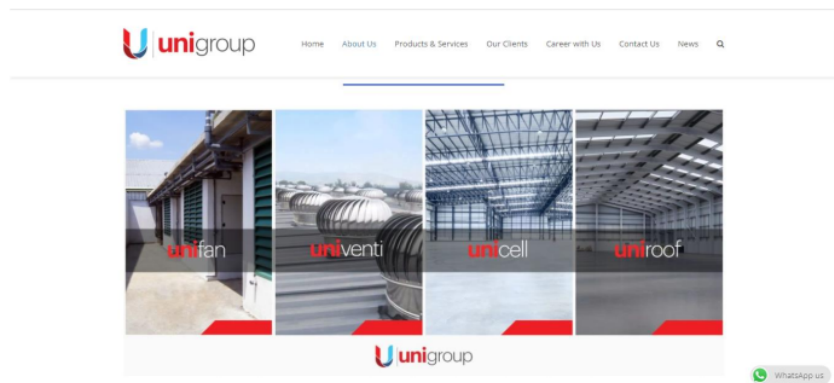 unigroup
Home About Us Products & Services Our Clients Career with Us Contact Us News
unifan
univenti
unicell
uniroof
unigroup
WhatsApp us